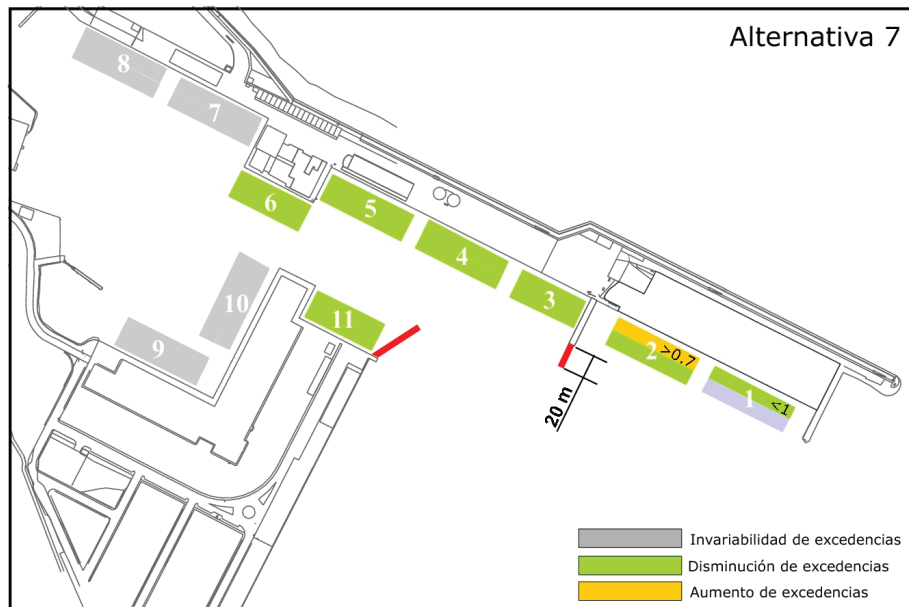 Alternativa 7
8
7
6
5
4
3
2
>0.7
1
<1
10
9
11
20 m
Invariabilidad de excedencias
Disminución de excedencias
Aumento de excedencias